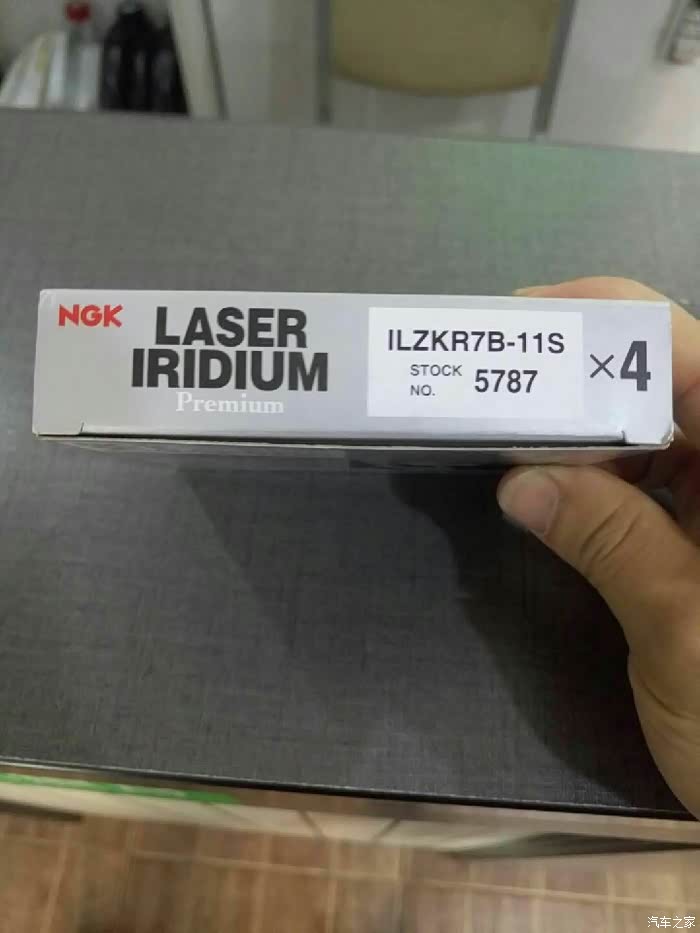 NGK
LASER
IRIDIUM
Premium
ILZKR7B-11S
STOCK
NO.
5787
×4
汽车之家